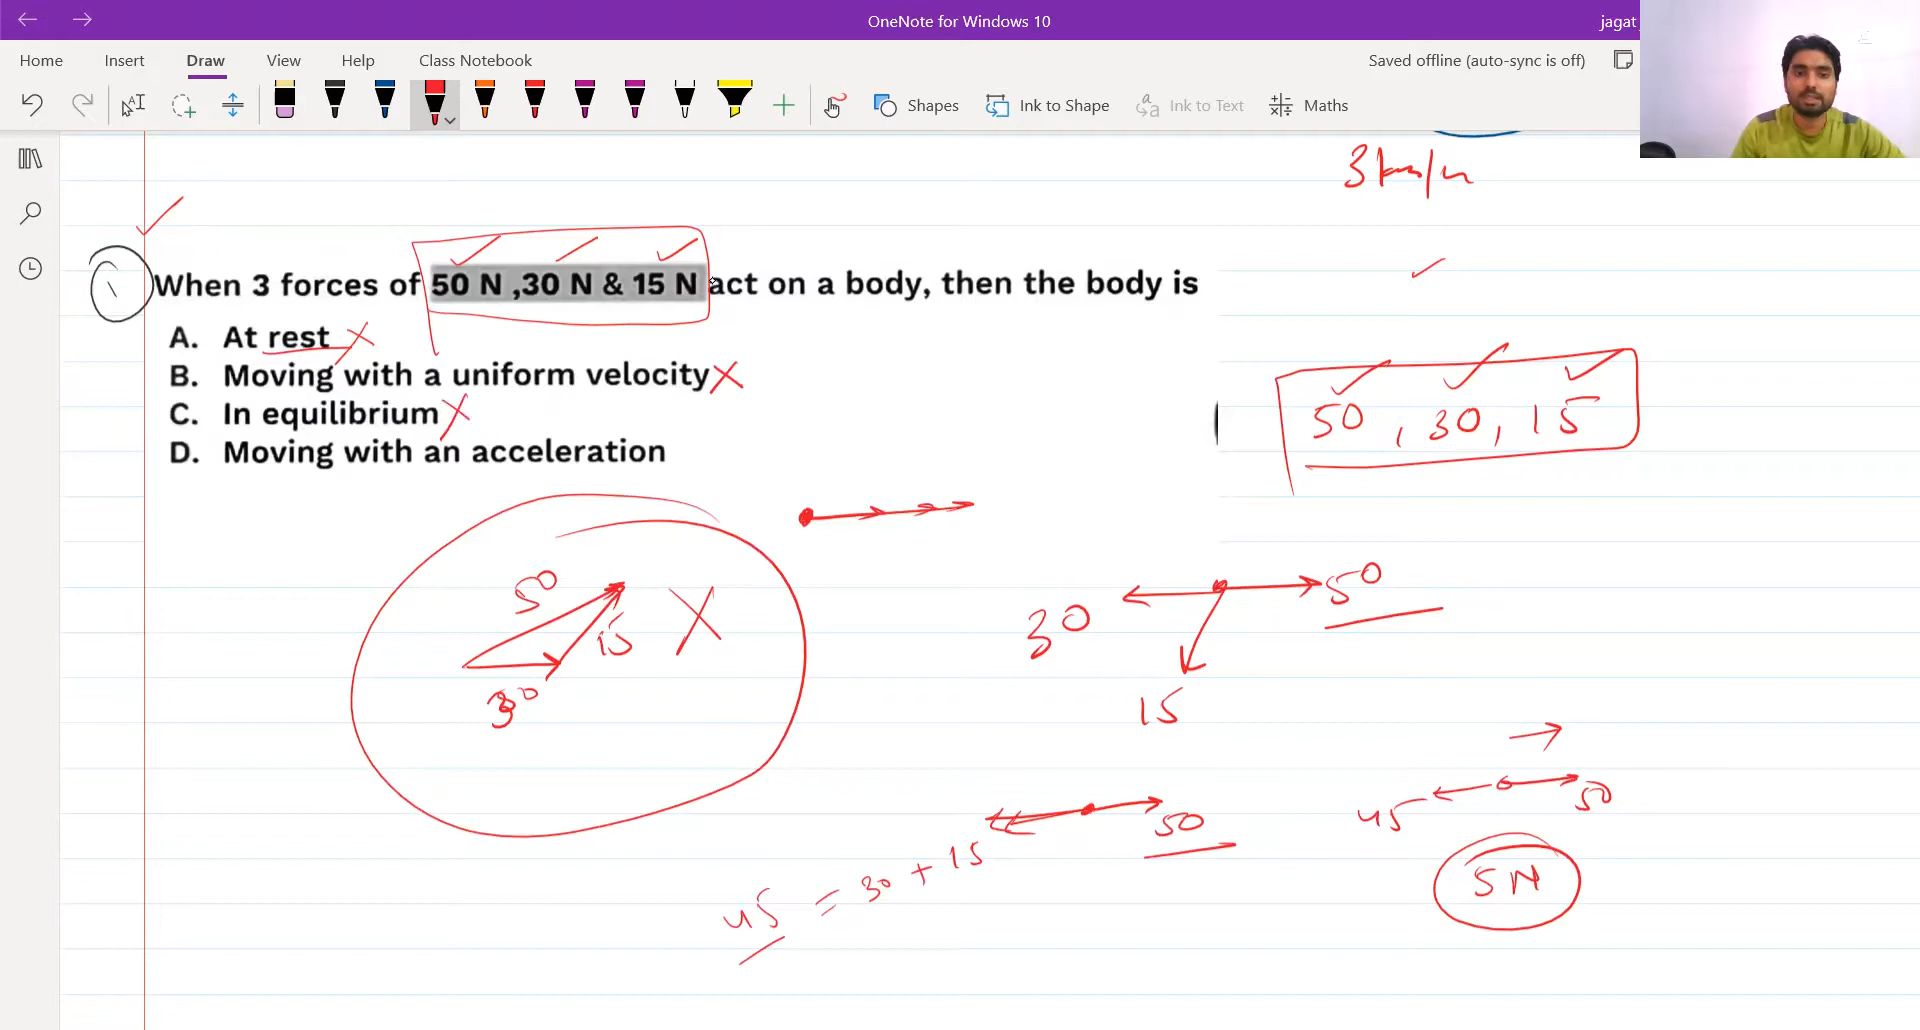 OneNote for Windows 10
jagat
Home Insert Draw View Help Class Notebook
Saved offline (auto-sync is off)
Shapes Ink to Shape Ink to Text Maths
When 3 forces of 50 N ,30 N & 15 N act on a body, then the body is
A. At rest
B. Moving with a uniform velocity
C. In equilibrium
D. Moving with an acceleration
50, 30, 15
50
15
30
30
50
15
50
45 = 30 + 15
45
50
5 N